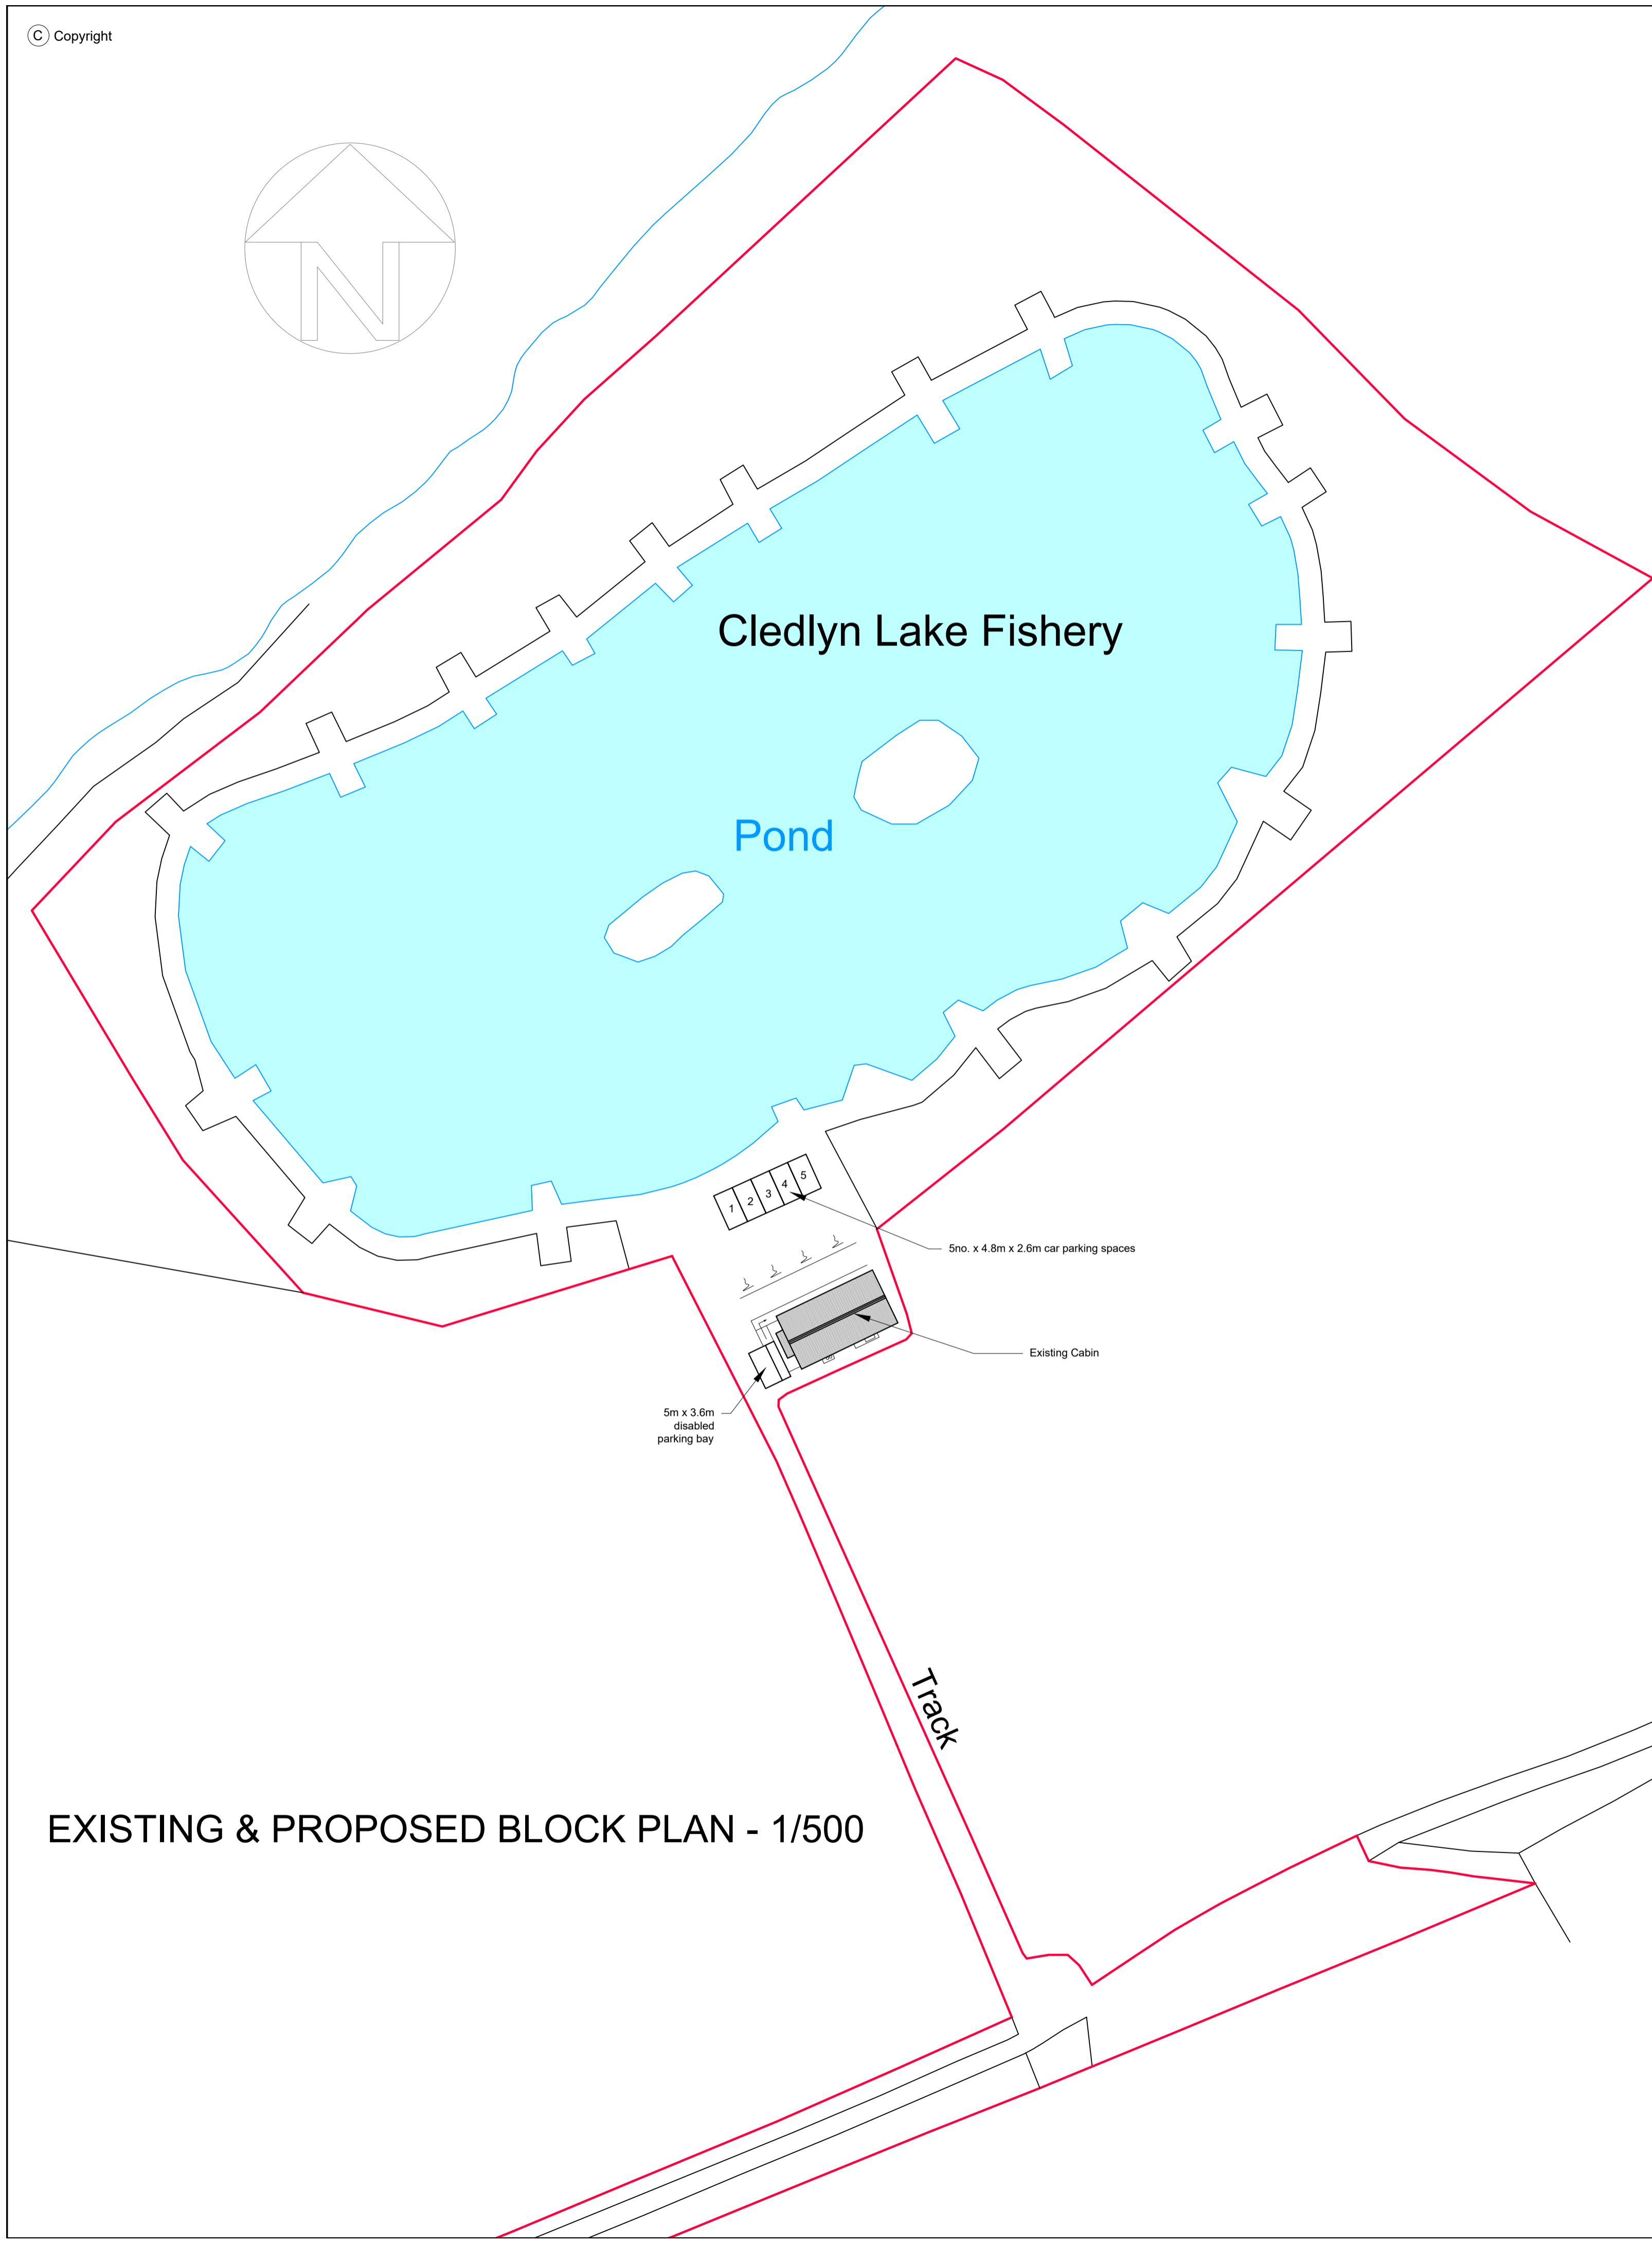 C Copyright
N
Cledlyn Lake Fishery
Pond
1 2 3 4 5
5no. x 4.8m x 2.6m car parking spaces
Existing Cabin
5m x 3.6m
disabled
parking bay
Track
EXISTING & PROPOSED BLOCK PLAN - 1/500